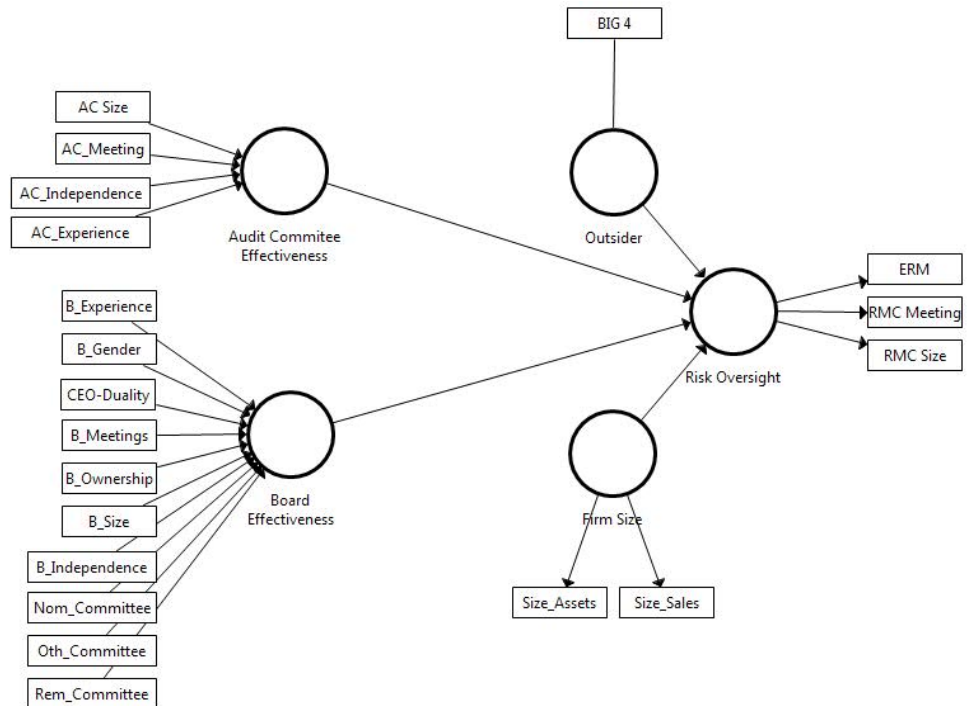 BIG 4
AC Size
AC_Meeting
AC_Independence
AC_Experience
Audit Commitee
Effectiveness
Outsider
ERM
RMC Meeting
RMC Size
Risk Oversight
B_Experience
B_Gender
CEO-Duality
B_Meetings
B_Ownership
B_Size
B_Independence
Nom_Committee
Oth_Committee
Rem_Committee
Board
Effectiveness
Firm Size
Size_Assets
Size_Sales